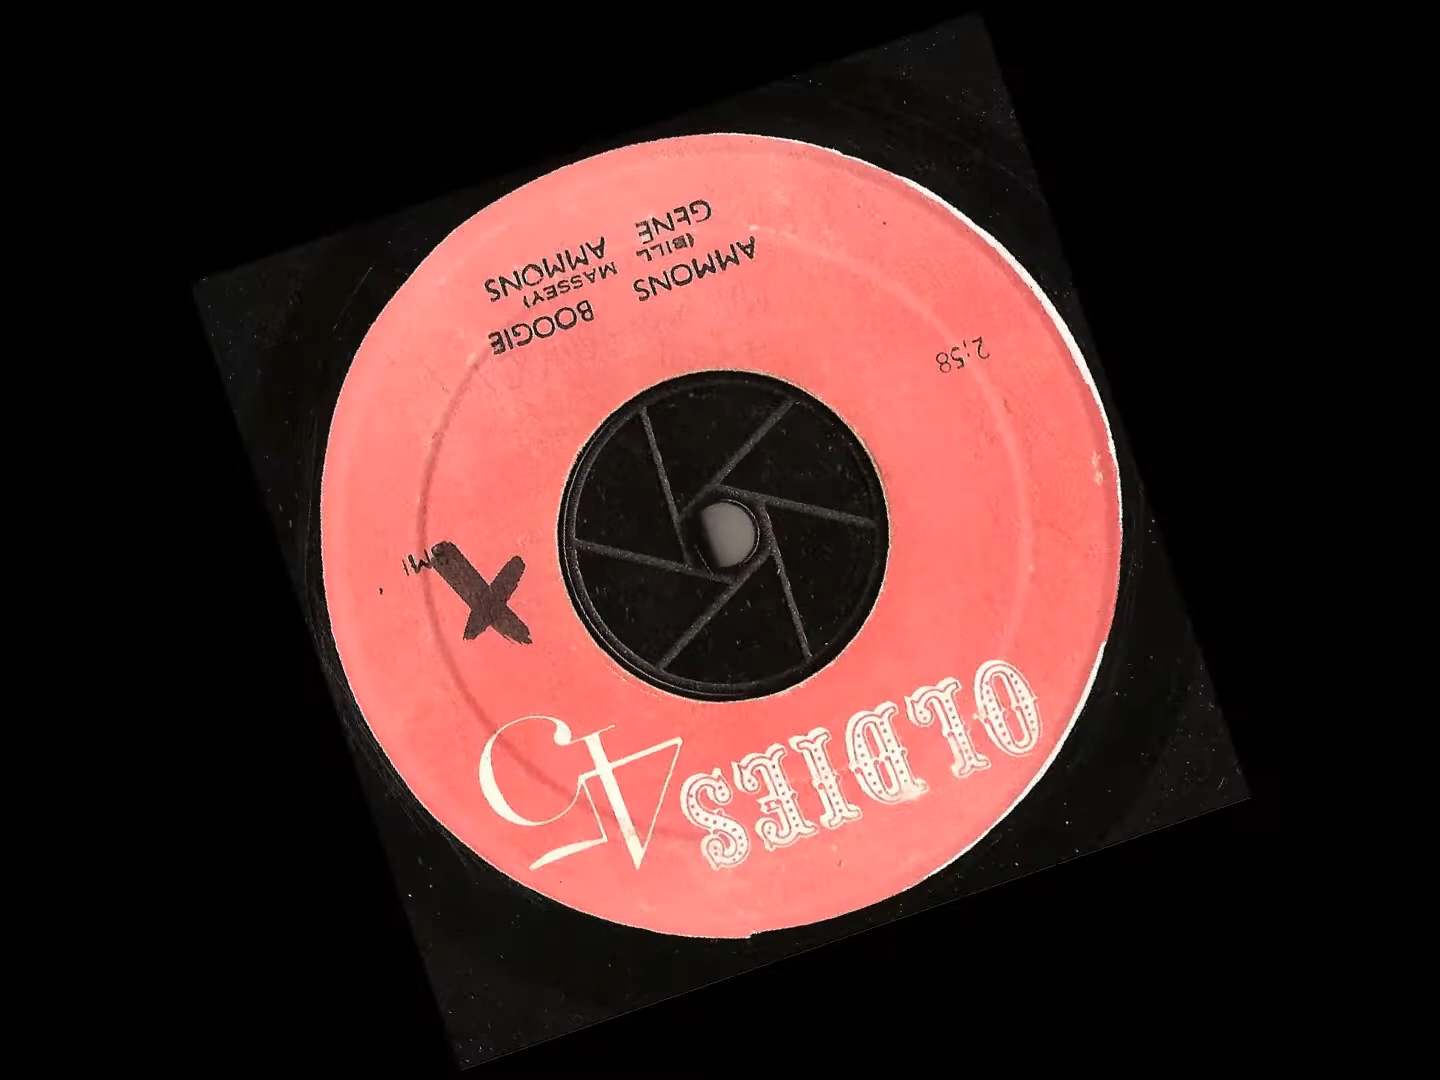 OLDIES 45
BMI
2;58
AMMONS BOOGIE
(BILL MASSEY)
GENE AMMONS